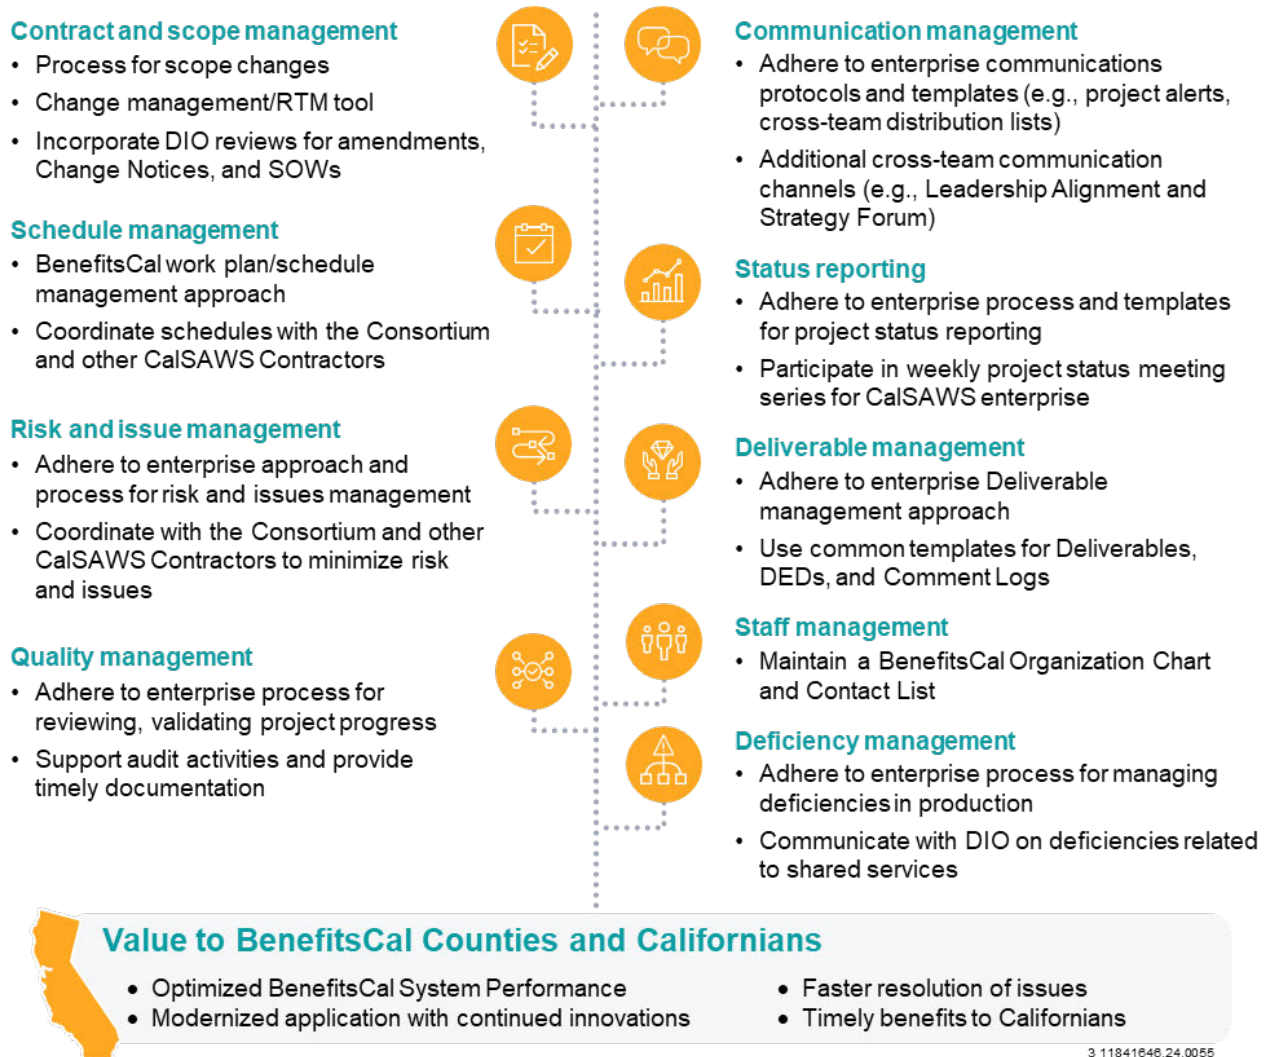 Contract and scope management
• Process for scope changes
• Change management/RTM tool
• Incorporate DIO reviews for amendments,
Change Notices, and SOWs
Schedule management
• BenefitsCal work plan/schedule
management approach
• Coordinate schedules with the Consortium
and other CalSAWS Contractors
Risk and issue management
• Adhere to enterprise approach and
process for risk and issues management
• Coordinate with the Consortium and other
CalSAWS Contractors to minimize risk
and issues
Quality management
• Adhere to enterprise process for
reviewing, validating project progress
• Support audit activities and provide
timely documentation
Communication management
• Adhere to enterprise communications
protocols and templates (e.g., project alerts,
cross-team distribution lists)
• Additional cross-team communication
channels (e.g., Leadership Alignment and
Strategy Forum)
Status reporting
• Adhere to enterprise process and templates
for project status reporting
• Participate in weekly project status meeting
series for CalSAWS enterprise
Deliverable management
• Adhere to enterprise Deliverable
management approach
• Use common templates for Deliverables,
DEDs, and Comment Logs
Staff management
• Maintain a BenefitsCal Organization Chart
and Contact List
Deficiency management
• Adhere to enterprise process for managing
deficiencies in production
• Communicate with DIO on deficiencies related
to shared services
Value to BenefitsCal Counties and Californians
• Optimized BenefitsCal System Performance
• Modernized application with continued innovations
• Faster resolution of issues
• Timely benefits to Californians
3 11841646.24.0055